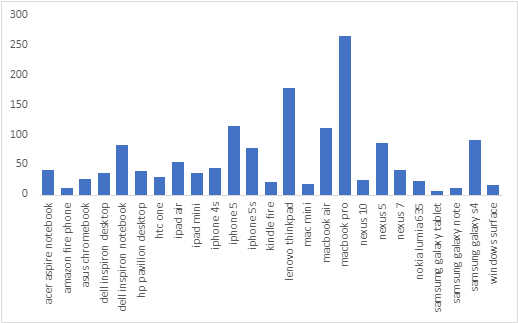 300
250
200
150
100
50
0
acer aspire notebook
amazon fire phone
asus chromebook
dell inspiron desktop
dell inspiron notebook
hp pavilion desktop
htc one
ipad air
ipad mini
iphone 4s
iphone 5
iphone 5s
kindle fire
lenovo thinkpad
mac mini
macbook air
macbook pro
nexus 10
nexus 5
nexus 7
nokia lumia 635
samsumg galaxy tablet
samsung galaxy note
samsung galaxy s4
windows surface